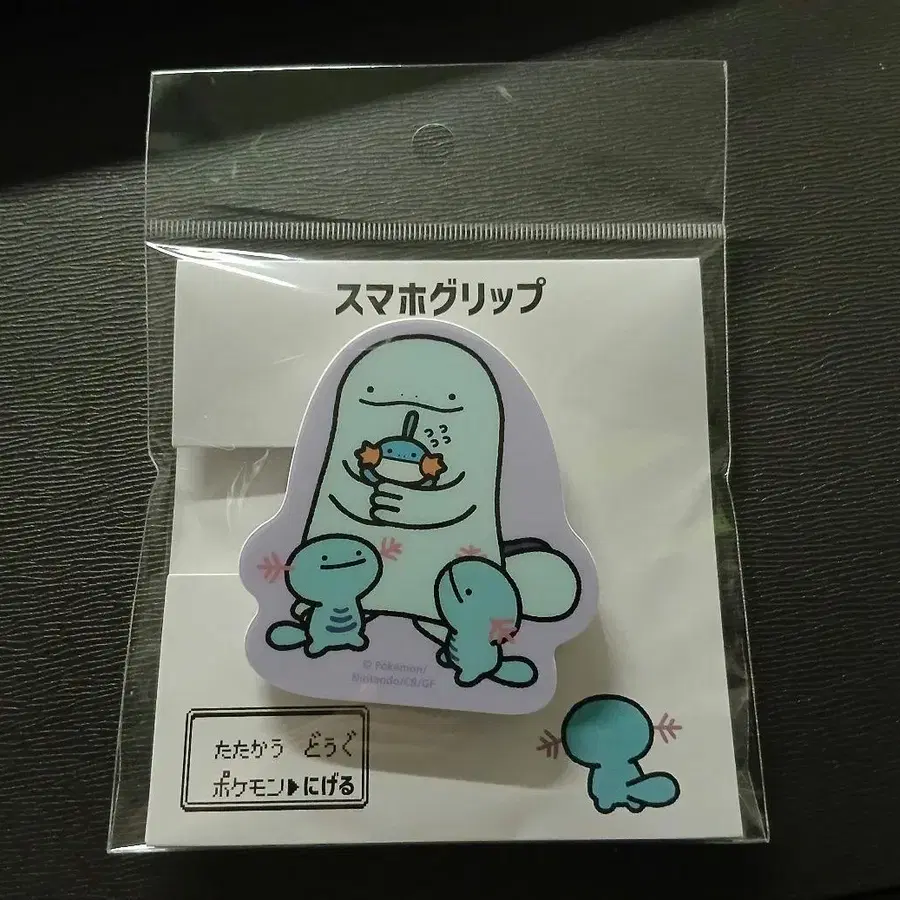 スマホグリップ
© Pokémon/
Nintendo/CR/GF
たたかう どうぐ
ポケモン▶にげる